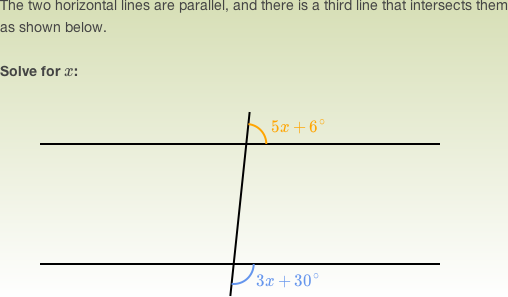 The two horizontal lines are parallel, and there is a third line that intersects them
as shown below.
Solve for x:
5x + 6°
3x + 30°